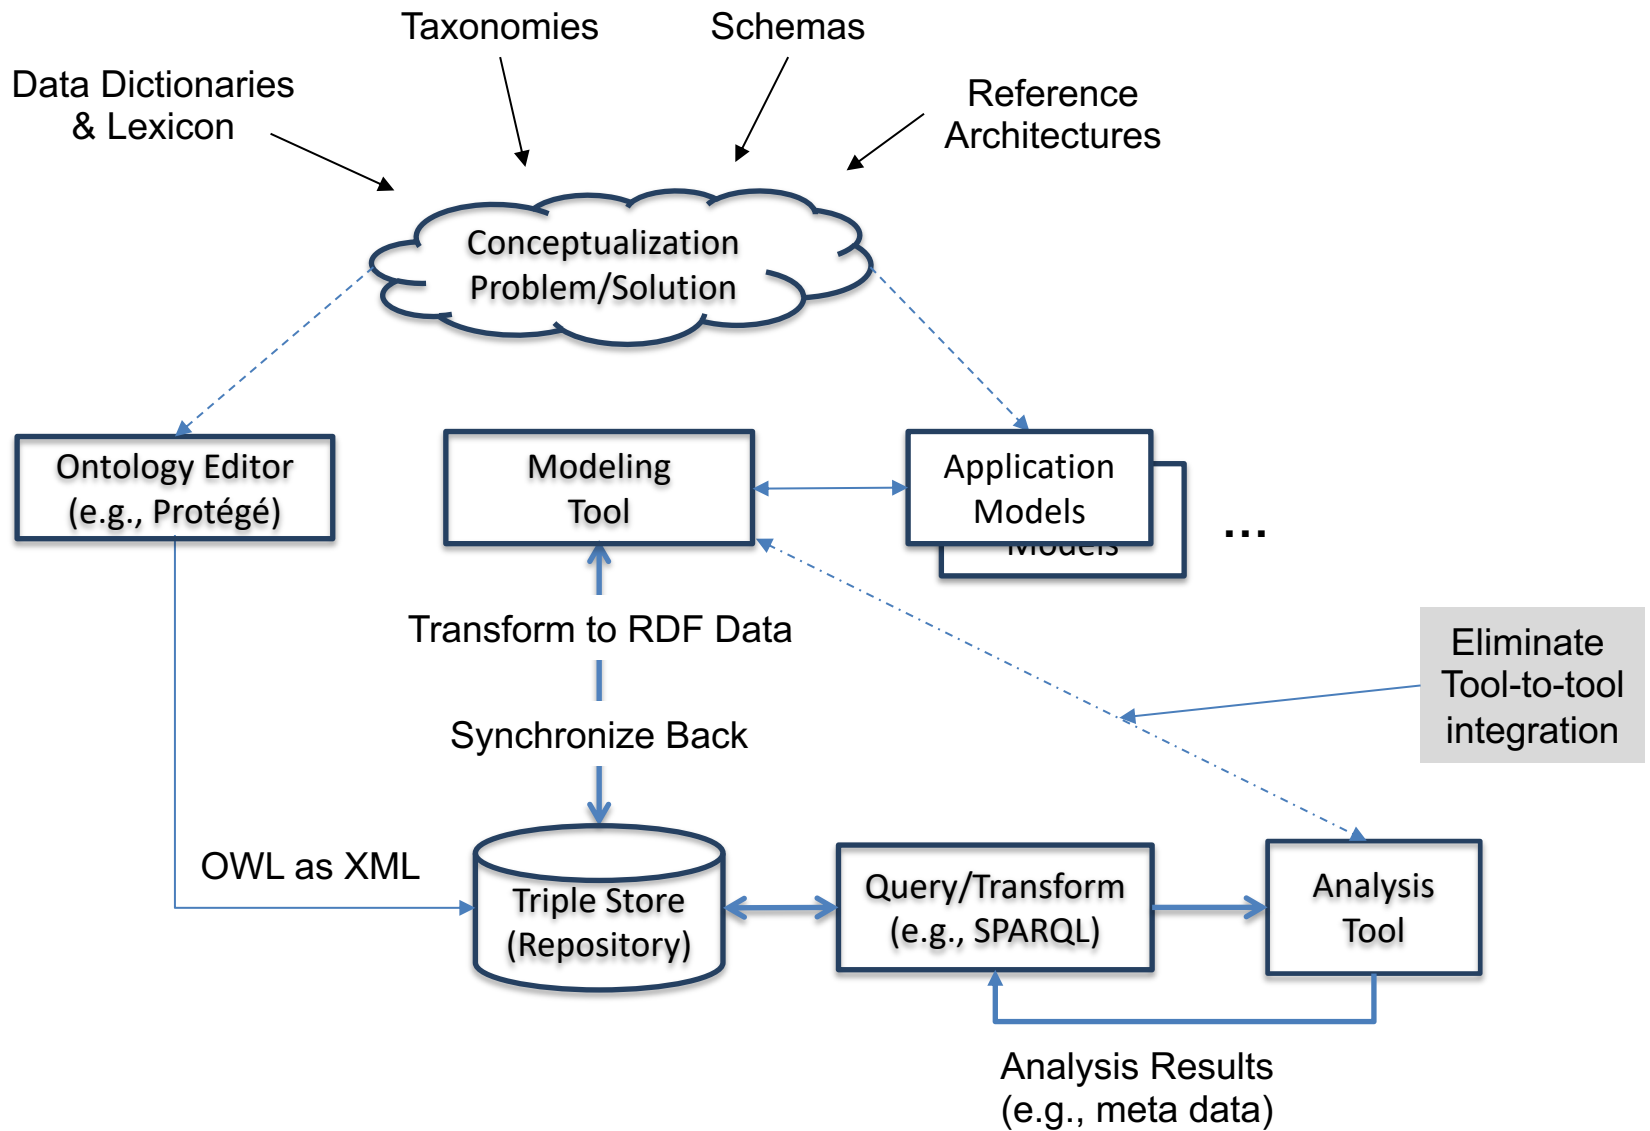 Taxonomies
Schemas
Data Dictionaries
& Lexicon
Reference
Architectures
Conceptualization
Problem/Solution
Ontology Editor
(e.g., Protégé)
Modeling
Tool
Application
Models
Models
...
Transform to RDF Data
Synchronize Back
Eliminate
Tool-to-tool
integration
OWL as XML
Triple Store
(Repository)
Query/Transform
(e.g., SPARQL)
Analysis
Tool
Analysis Results
(e.g., meta data)